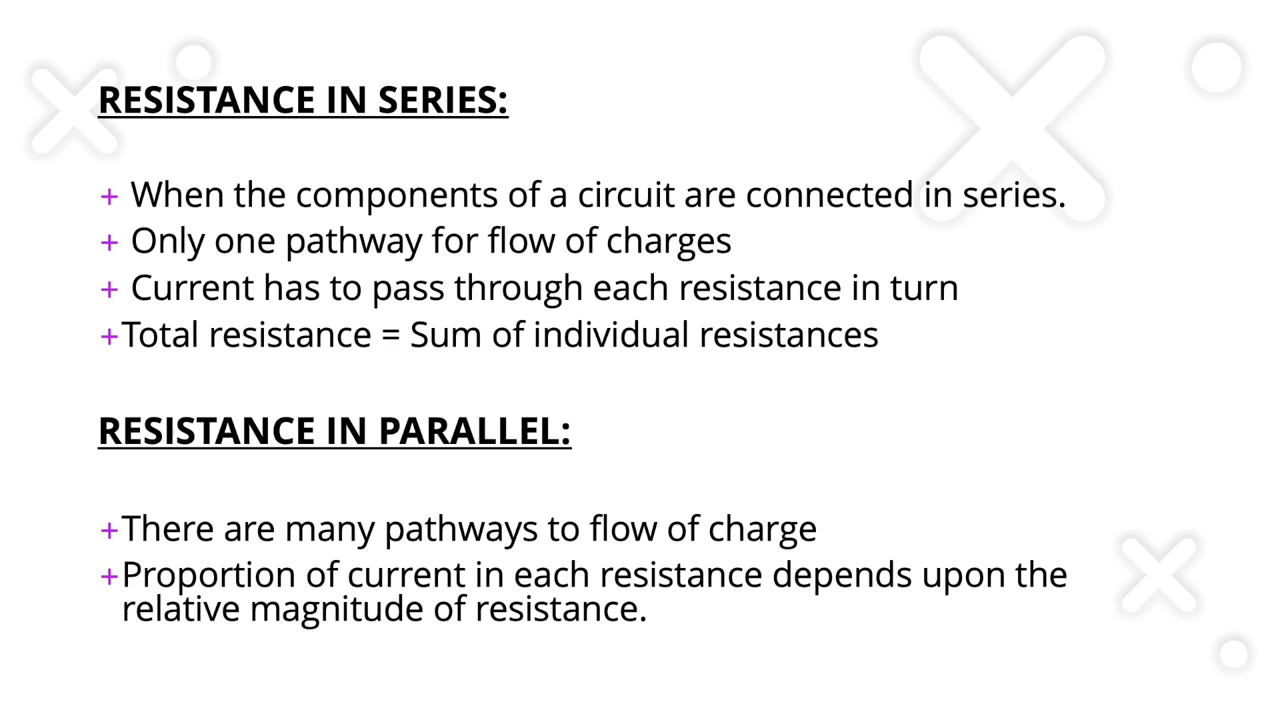 RESISTANCE IN SERIES:
+ When the components of a circuit are connected in series.
+ Only one pathway for flow of charges
+ Current has to pass through each resistance in turn
+Total resistance = Sum of individual resistances
RESISTANCE IN PARALLEL:
+There are many pathways to flow of charge
+Proportion of current in each resistance depends upon the
relative magnitude of resistance.